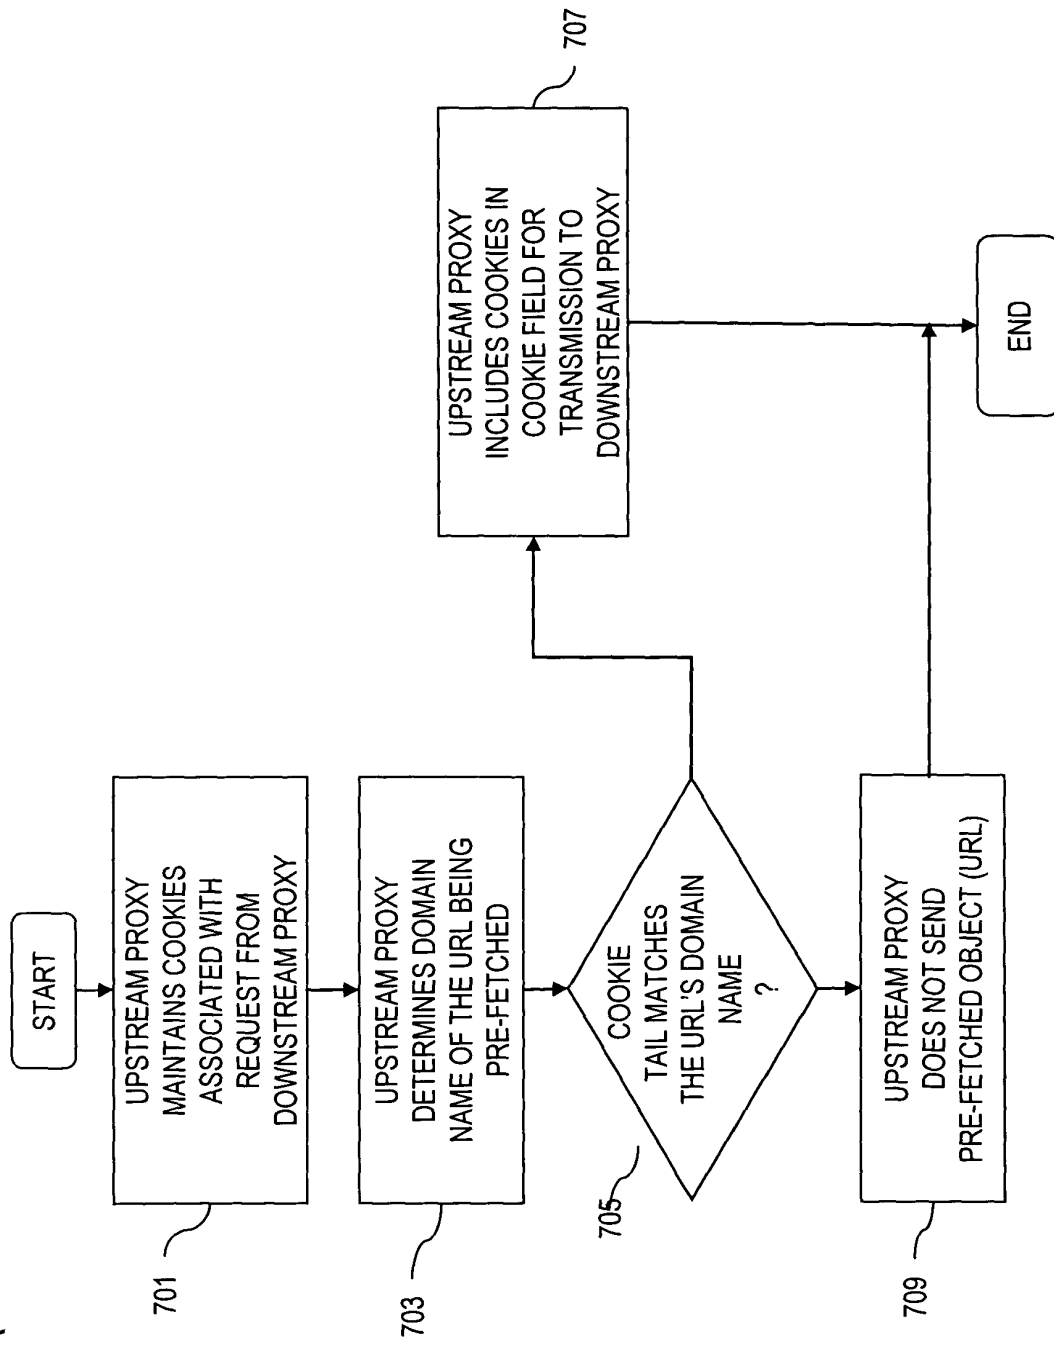 START
UPSTREAM PROXY
MAINTAINS COOKIES
ASSOCIATED WITH
REQUEST FROM
DOWNSTREAM PROXY
701
UPSTREAM PROXY
DETERMINES DOMAIN
NAME OF THE URL BEING
PRE-FETCHED
703
COOKIE
TAIL MATCHES
THE URL'S DOMAIN
NAME
?
705
UPSTREAM PROXY
INCLUDES COOKIES IN
COOKIE FIELD FOR
TRANSMISSION TO
DOWNSTREAM PROXY
707
UPSTREAM PROXY
DOES NOT SEND
PRE-FETCHED OBJECT (URL)
709
END